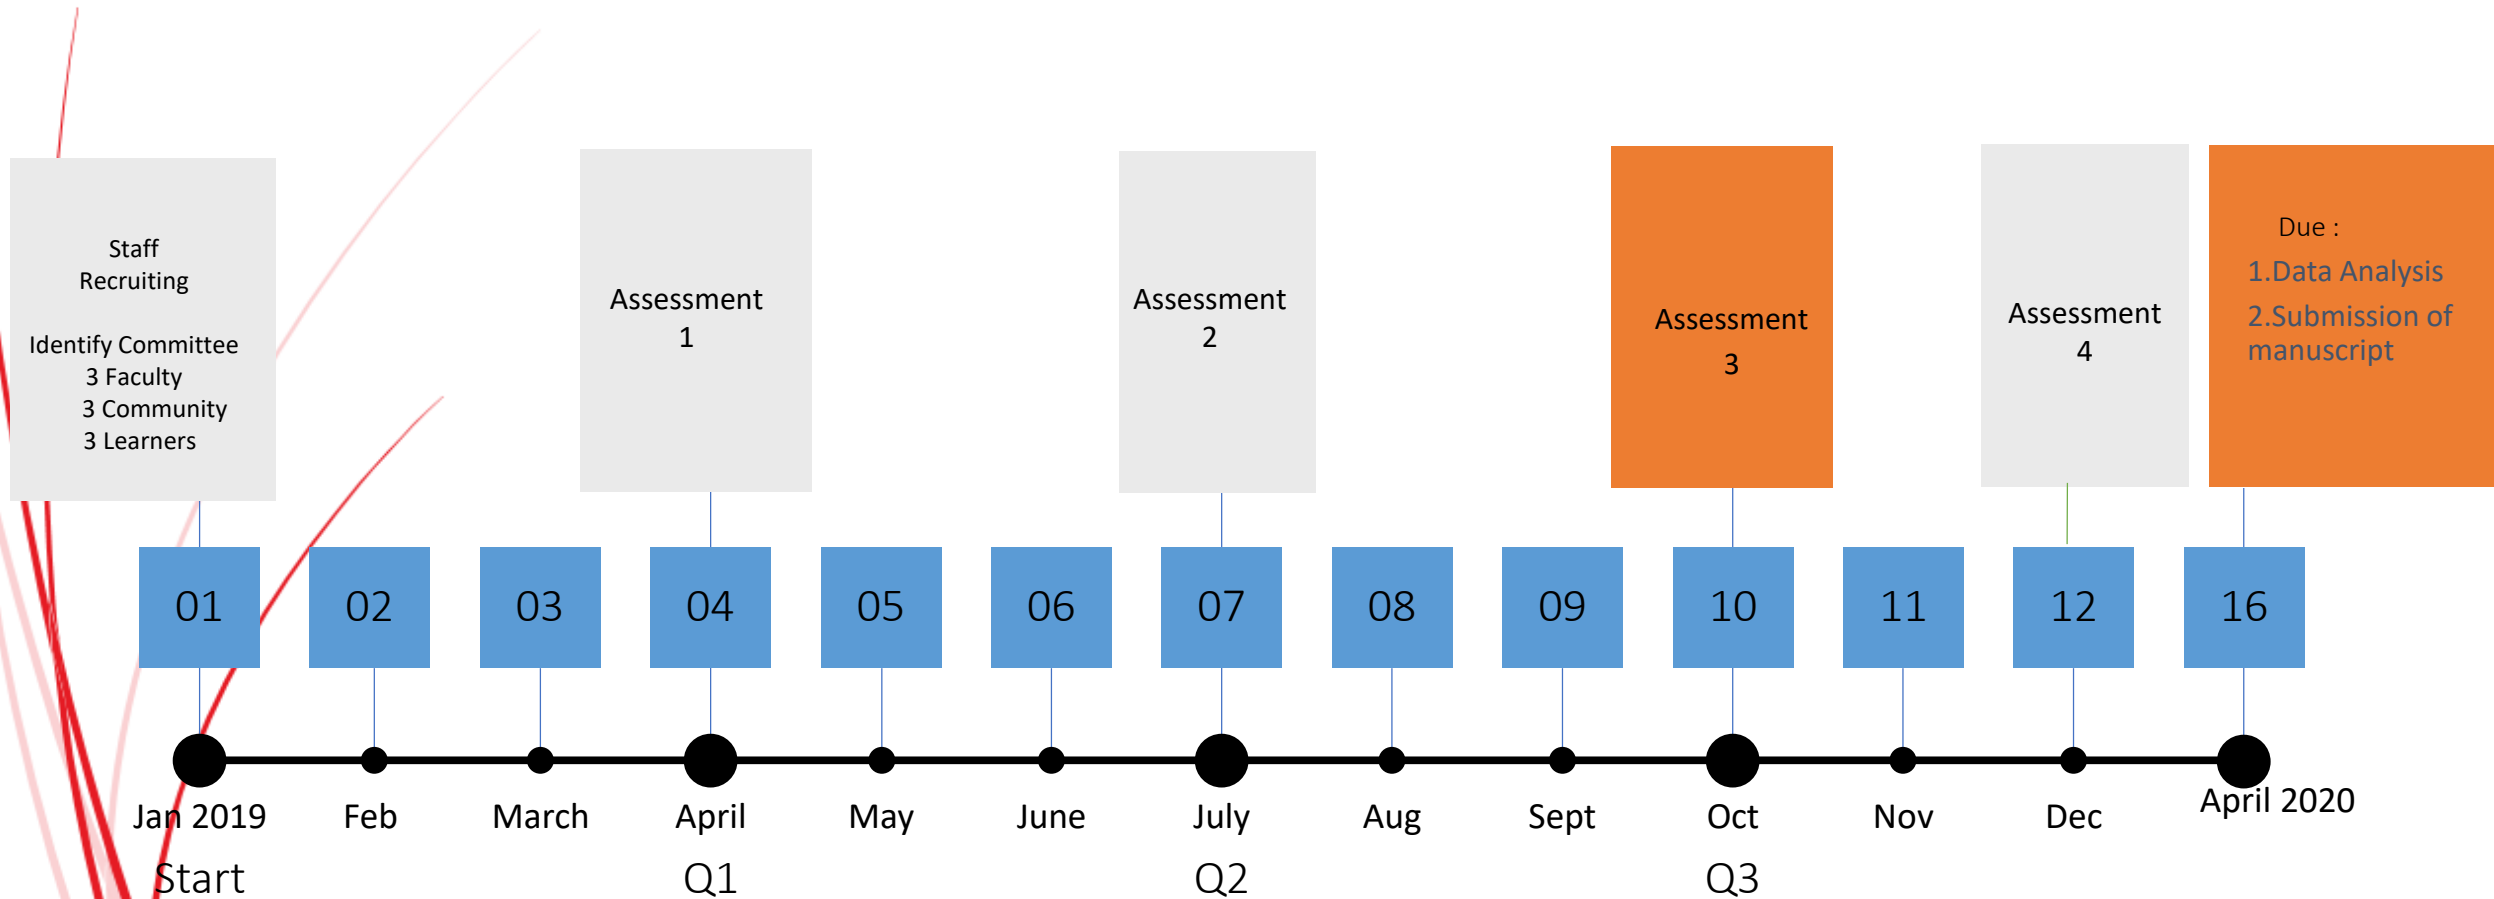 Staff
Recruiting
Identify Committee
3 Faculty
3 Community
3 Learners
Assessment
1
Assessment
2
Assessment
3
Assessment
4
Due :
1.Data Analysis
2.Submission of
manuscript
01
02
03
04
05
06
07
08
09
10
11
12
16
Jan 2019
Feb
March
April
May
June
July
Aug
Sept
Oct
Nov
Dec
April 2020
Start
Q1
Q2
Q3